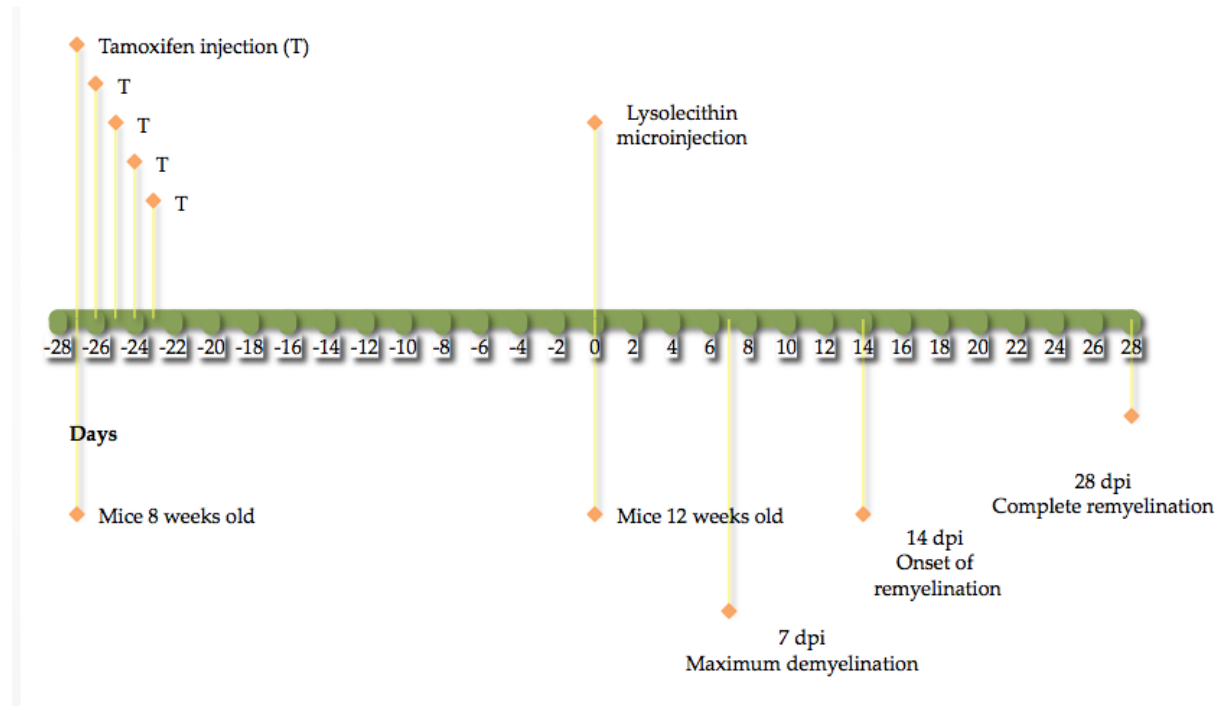 Tamoxifen injection (T)
T
T
T
T
Lysolecithin
microinjection
-28 -26 -24 -22 -20 -18 -16 -14 -12 -10 -8 -6 -4 -2 0 2 4 6 8 10 12 14 16 18 20 22 24 26 28
Days
Mice 8 weeks old
Mice 12 weeks old
28 dpi
Complete remyelination
14 dpi
Onset of
remyelination
7 dpi
Maximum demyelination